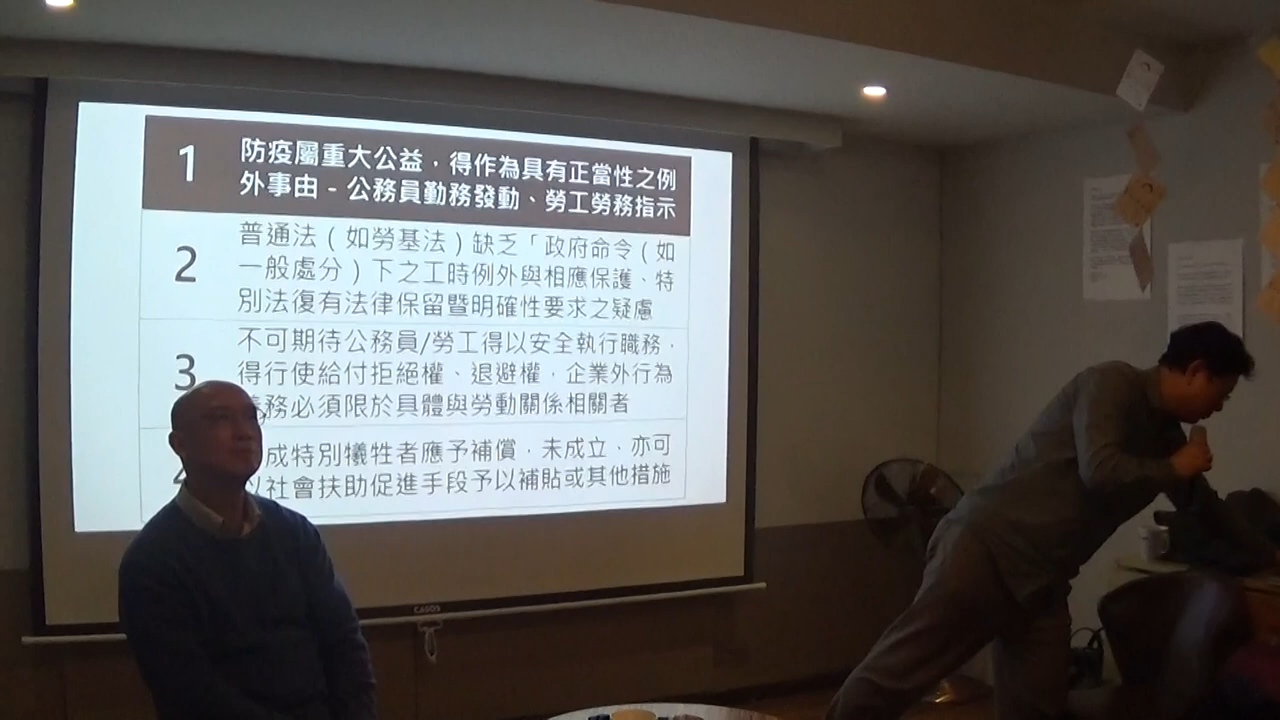 1
防疫屬重大公益，得作為具有正當性之例
外事由 - 公務員勤務發動、勞工勞務指示
2
普通法（如勞基法）缺乏「政府命令（如
一般處分）下之工時例外與相應保護、特
別法復有法律保留暨明確性要求之疑慮
3
不可期待公務員/勞工得以安全執行職務，
得行使給付拒絕權、退避權，企業外行為
務必須限於具體與勞動關係相關者
成特別犧牲者應予補償，未成立，亦可
以社會扶助促進手段予以補貼或其他措施
CASOS